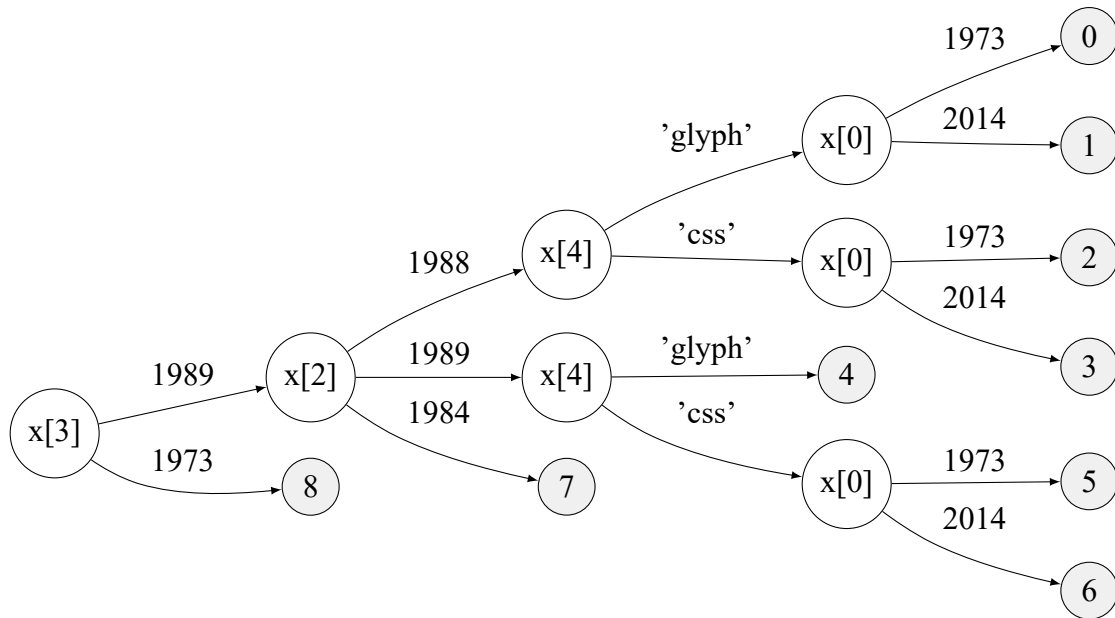 1973
0
2014
’glyph’
x[0]
1
’css’
1973
1988
x[4]
x[0]
2
2014
1989
’glyph’
1989
x[2]
x[4]
4
3
1984
’css’
x[3]
1973
1973
8
7
x[0]
5
2014
6